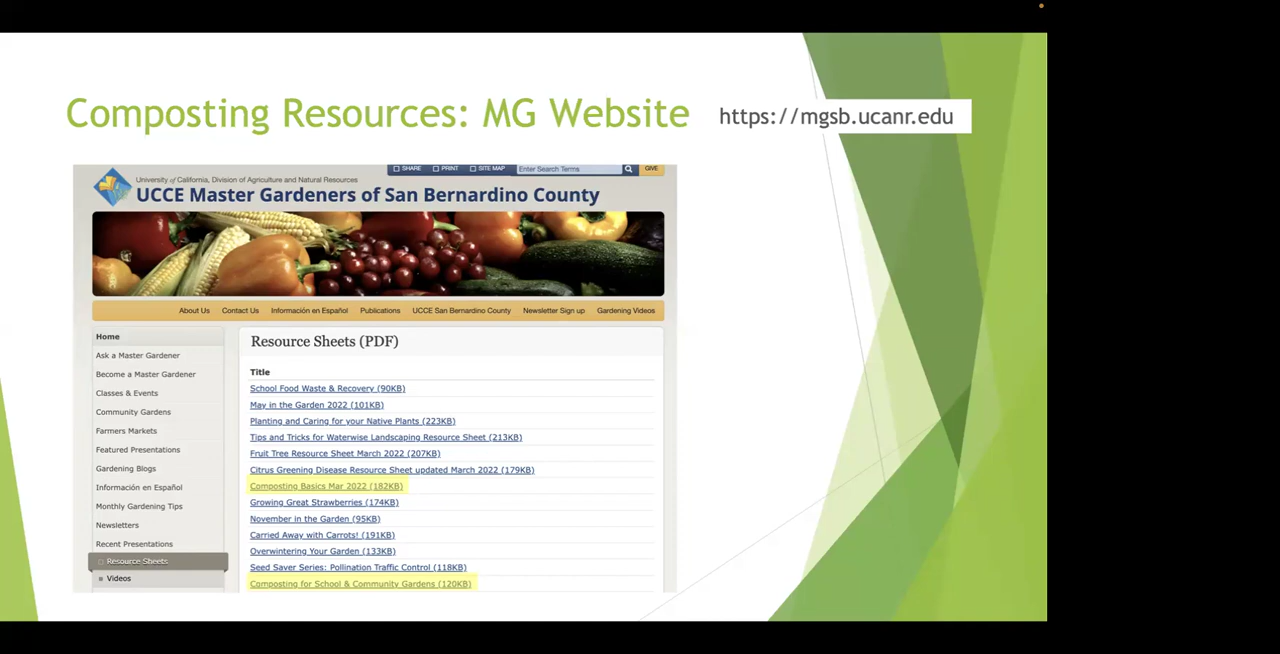 Composting Resources: MG Website
https://mgsb.ucanr.edu
SHARE PRINT SITE MAP Enter Search Terms GIVE
University of California, Division of Agriculture and Natural Resources
UCCE Master Gardeners of San Bernardino County
About Us Contact Us Información en Español Publications UCCE San Bernardino County Newsletter Sign up Gardening Videos
Home
Ask a Master Gardener
Become a Master Gardener
Classes & Events
Community Gardens
Farmers Markets
Featured Presentations
Gardening Blogs
Información en Español
Monthly Gardening Tips
Newsletters
Recent Presentations
Resource Sheets
Videos
Resource Sheets (PDF)
Title
School Food Waste & Recovery (90KB)
May in the Garden 2022 (101KB)
Planting and Caring for your Native Plants (223KB)
Tips and Tricks for Waterwise Landscaping Resource Sheet (213KB)
Fruit Tree Resource Sheet March 2022 (207KB)
Citrus Greening Disease Resource Sheet updated March 2022 (179KB)
Composting Basics Mar 2022 (182KB)
Growing Great Strawberries (174KB)
November in the Garden (95KB)
Carried Away with Carrots! (191KB)
Overwintering Your Garden (133KB)
Seed Saver Series: Pollination Traffic Control (118KB)
Composting for School & Community Gardens (120KB)